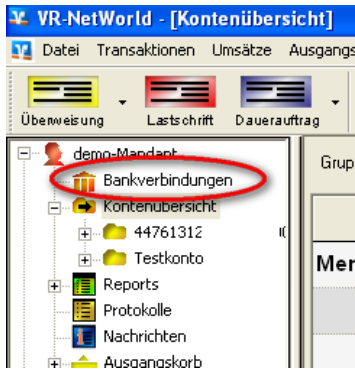 VR-NetWorld - [Kontenübersicht]
Datei Transaktionen Umsätze Ausgangs
Überweisung Lastschrift Dauerauftrag
demo-Mandant
Grup
Bankverbindungen
Kontenübersicht
44761312
Testkonto
Mer
Reports
Protokolle
Nachrichten
Ausgangskorb